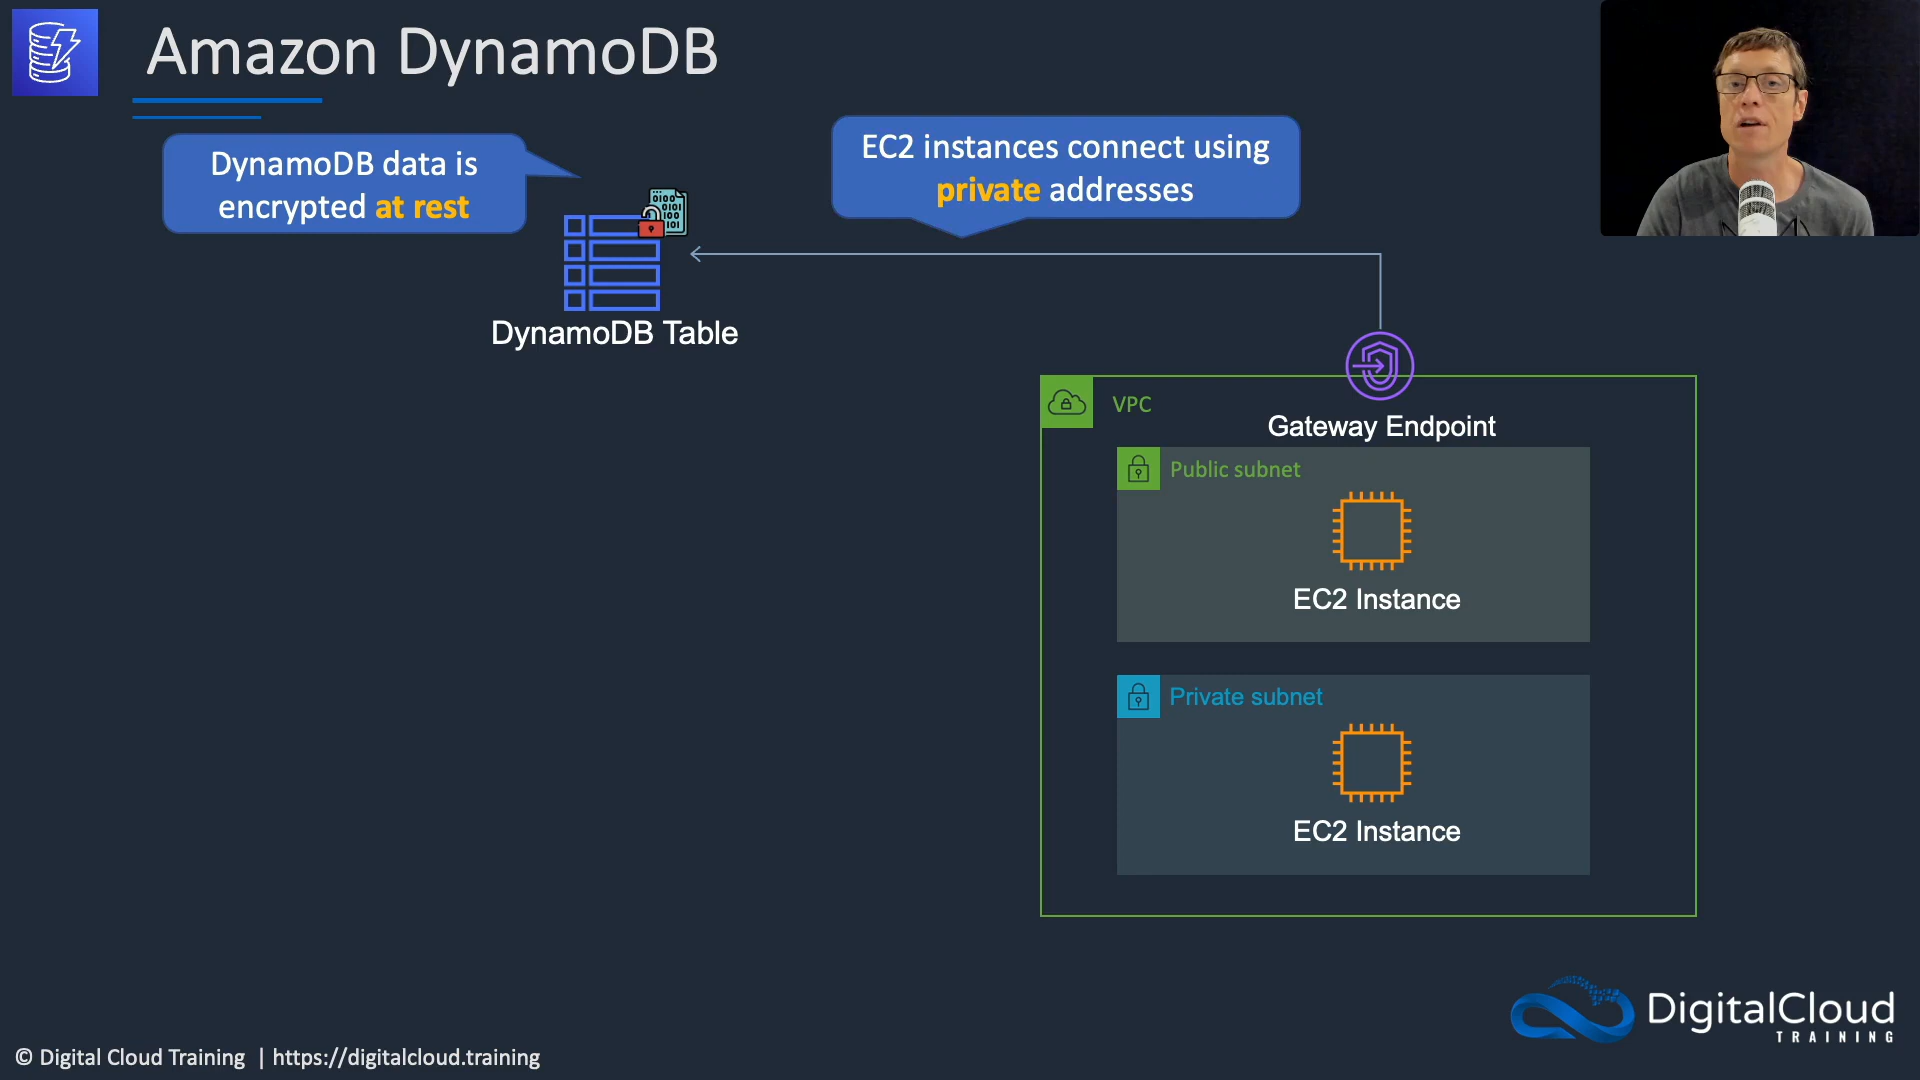 Amazon DynamoDB
DynamoDB data is
encrypted at rest
EC2 instances connect using
private addresses
DynamoDB Table
VPC
Gateway Endpoint
Public subnet
EC2 Instance
Private subnet
EC2 Instance
DigitalCloud
TRAINING
© Digital Cloud Training | https://digitalcloud.training